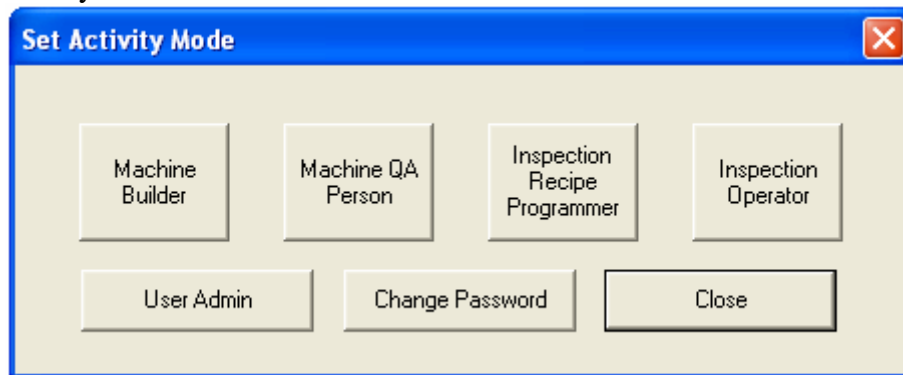 Set Activity Mode
Machine
Builder
Machine QA
Person
Inspection
Recipe
Programmer
Inspection
Operator
User Admin
Change Password
Close